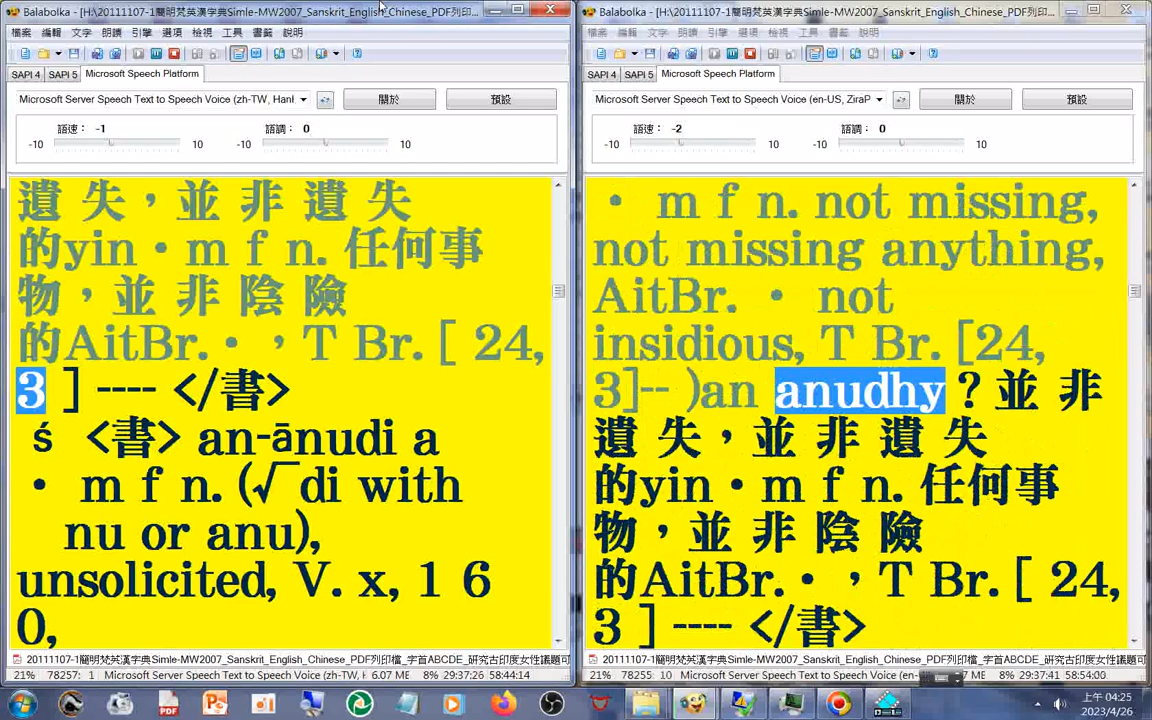 Balabolka - [H:\20111107-1簡明梵英漢字典Simle-MW2007_Sanskrit_English_Chinese_PDF列印...
檔案 編輯 文字 朗讀 引擎 選項 檢視 工具 書籤 說明
SAPI 4 SAPI 5 Microsoft Speech Platform
Microsoft Server Speech Text to Speech Voice (zh-TW, Hanl 關於 預設
語速： -1 語調： 0
-10 10 -10 10
遺 失，並 非 遺 失
的yin・m f n. 任何事
物，並 非 陰 險
的AitBr.・，T Br. [ 24,
3 ] ---- </書>
ś <書> an-ānudi a
• m f n. (√ di with
nu or anu),
unsolicited, V. x, 1 6
0,
20111107-1簡明梵英漢字典Simle-MW2007_Sanskrit_English_Chinese_PDF列印檔_字首ABCDE_研究古印度女性議題可
21% 78257: 1 Microsoft Server Speech Text to Speech Voice (zh-TW, H 6.07 MB 8% 29:37:26 58:44:14
Balabolka - [H:\20111107-1簡明梵英漢字典Simle-MW2007_Sanskrit_English_Chinese_PDF列印...
檔案 編輯 文字 朗讀 引擎 選項 檢視 工具 書籤 說明
SAPI 4 SAPI 5 Microsoft Speech Platform
Microsoft Server Speech Text to Speech Voice (en-US, ZiraP 關於 預設
語速： -2 語調： 0
-10 10 -10 10
• m f n. not missing,
not missing anything,
AitBr. • not
insidious, T Br. [24,
3]-- )an anudhy？並 非
遺 失，並 非 遺 失
的yin・m f n. 任何事
物，並 非 陰 險
的AitBr.・，T Br. [ 24,
3 ] ---- </書>
20111107-1簡明梵英漢字典Simle-MW2007_Sanskrit_English_Chinese_PDF列印檔_字首ABCDE_研究古印度女性議題可
21% 78255: 10 Microsoft Server Speech Text to Speech Voice (en-US, 6.07 MB 8% 29:37:41 58:54:00
上午 04:25
2023/4/26